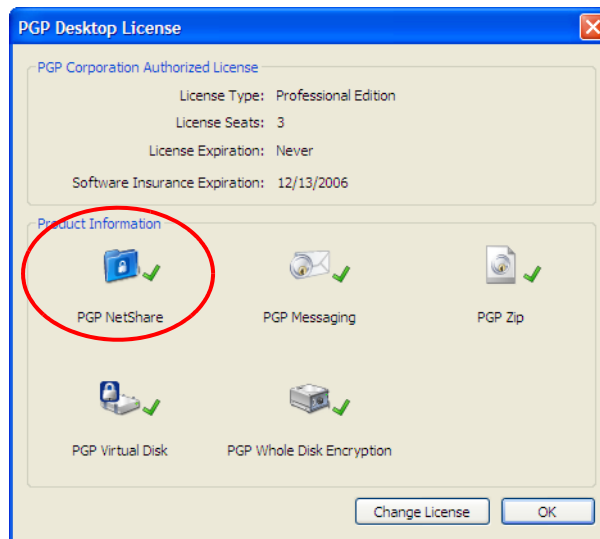 PGP Desktop License
PGP Corporation Authorized License
License Type: Professional Edition
License Seats: 3
License Expiration: Never
Software Insurance Expiration: 12/13/2006
Product Information
PGP NetShare PGP Messaging PGP Zip
PGP Virtual Disk PGP Whole Disk Encryption
Change License OK